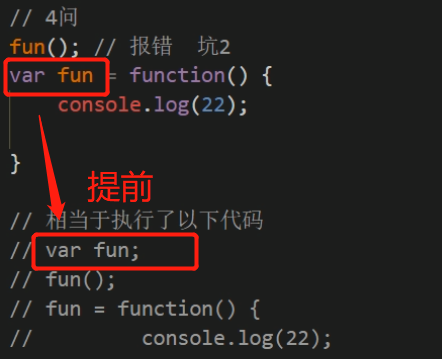 // 4问
fun(); // 报错 坑2
var fun = function() {
console.log(22);
}
提前
// 相当于执行了以下代码
// var fun;
// fun();
// fun = function() {
// console.log(22);